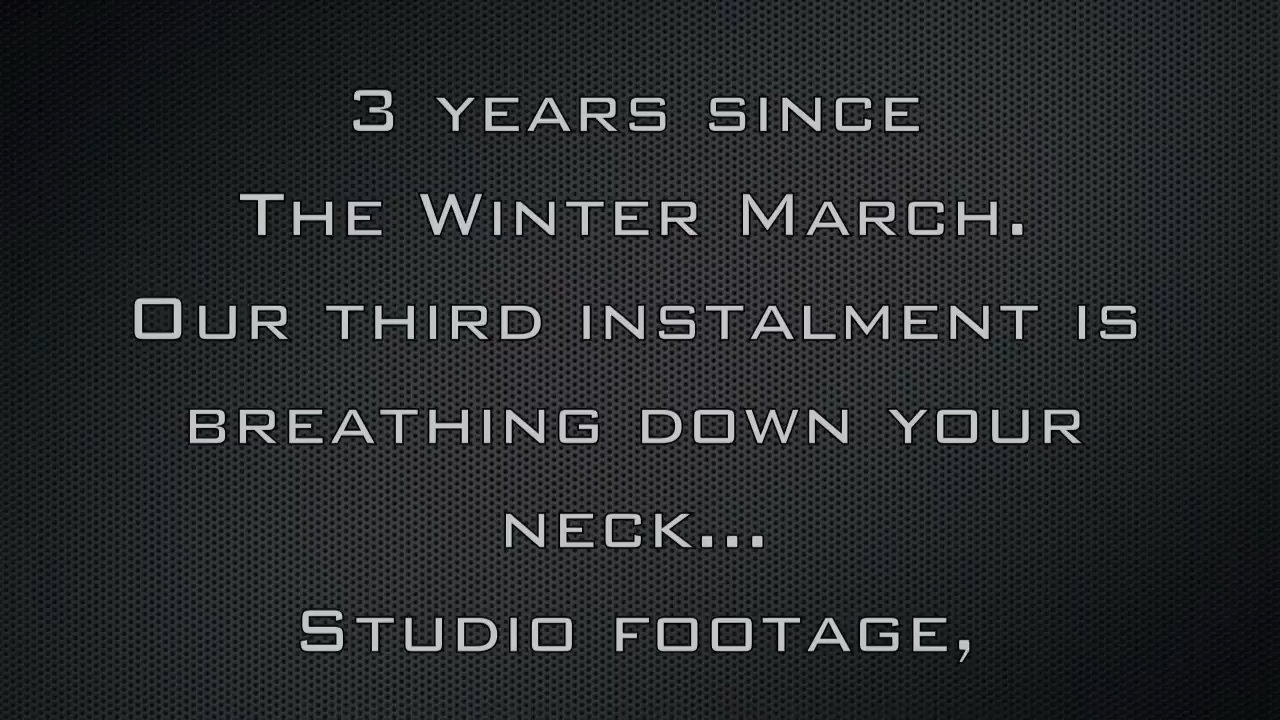 3 years since
The Winter March.
Our third instalment is
breathing down your
neck...
Studio footage,